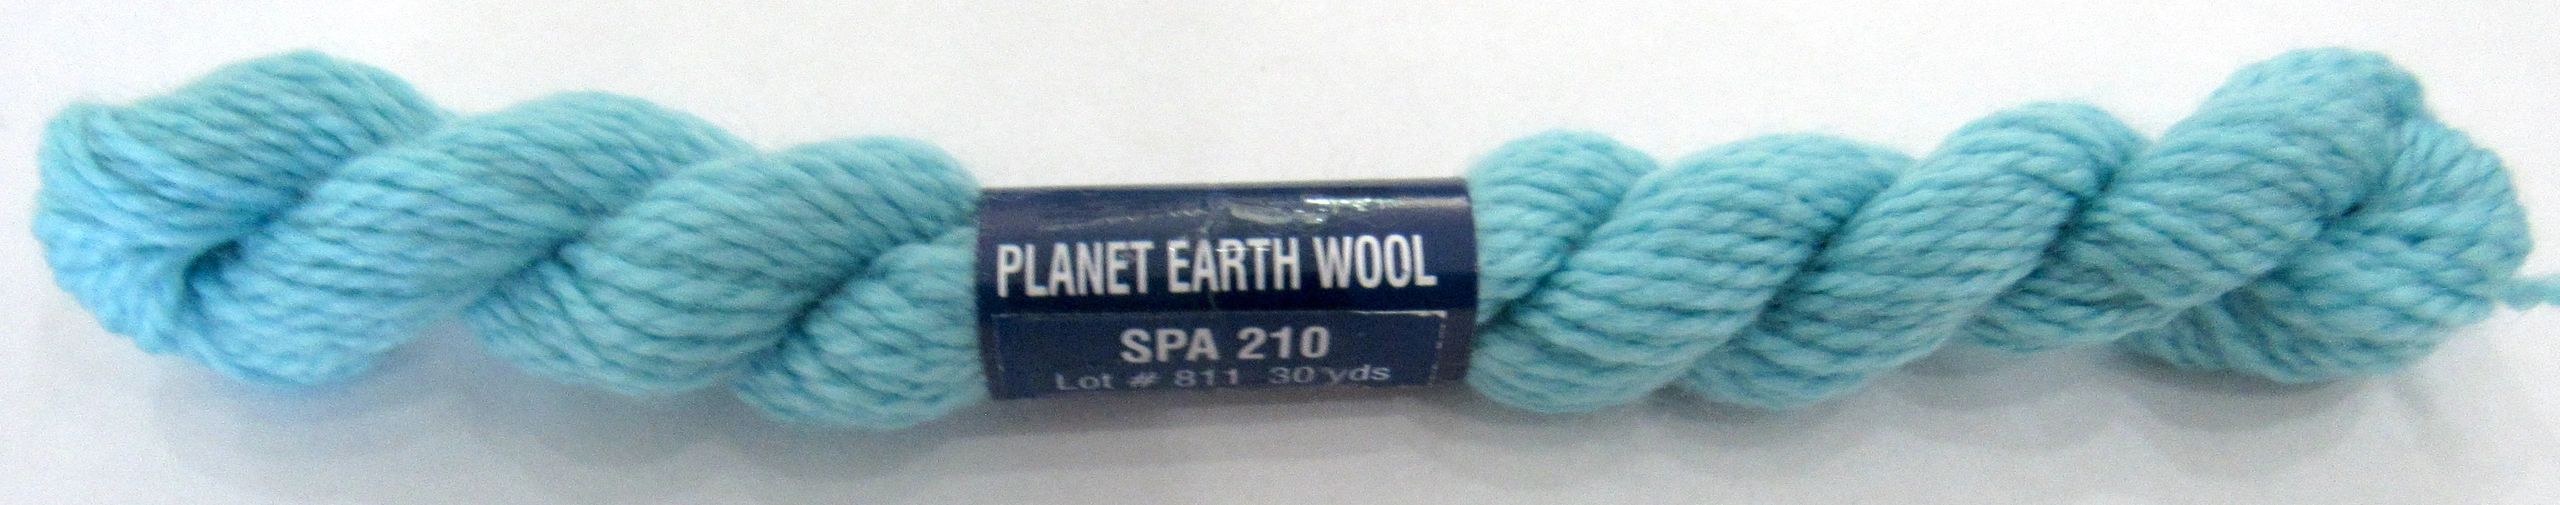 PLANET EARTH WOOL
SPA 210
Lot # 811 30 yds